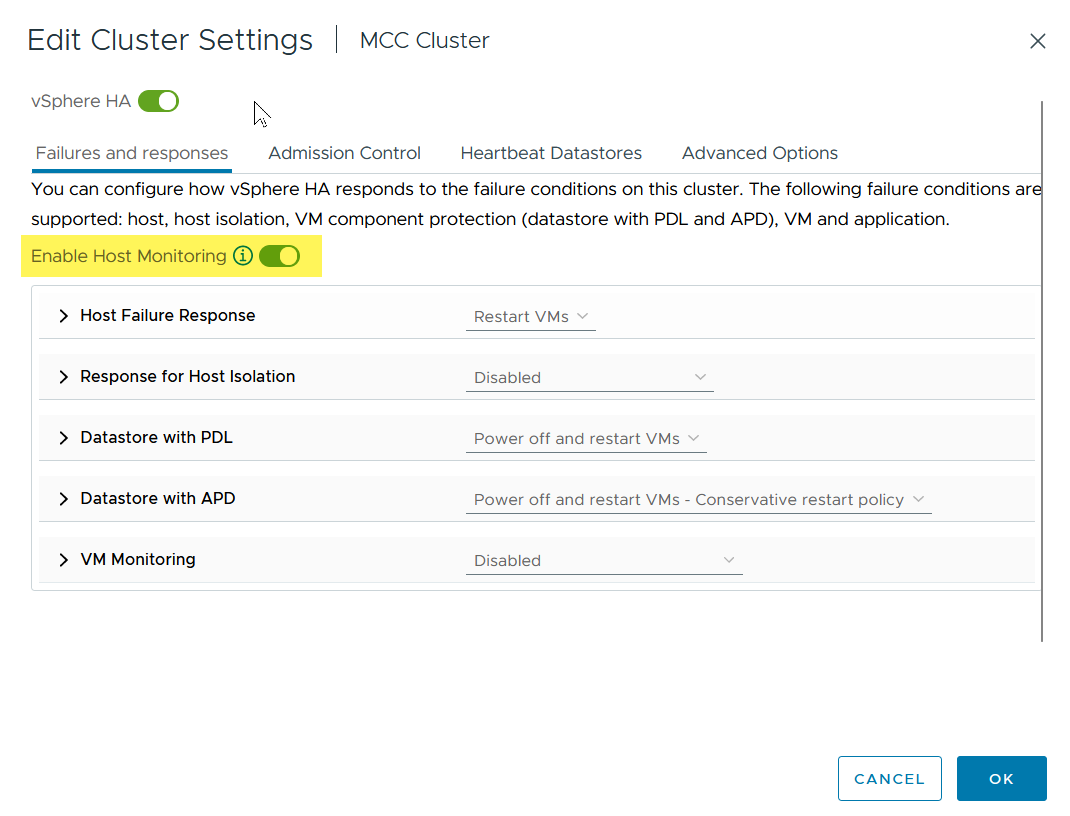 Edit Cluster Settings | MCC Cluster
vSphere HA
Failures and responses Admission Control Heartbeat Datastores Advanced Options
You can configure how vSphere HA responds to the failure conditions on this cluster. The following failure conditions are
supported: host, host isolation, VM component protection (datastore with PDL and APD), VM and application.
Enable Host Monitoring
Host Failure Response Restart VMs
Response for Host Isolation Disabled
Datastore with PDL Power off and restart VMs
Datastore with APD Power off and restart VMs - Conservative restart policy
VM Monitoring Disabled
CANCEL OK